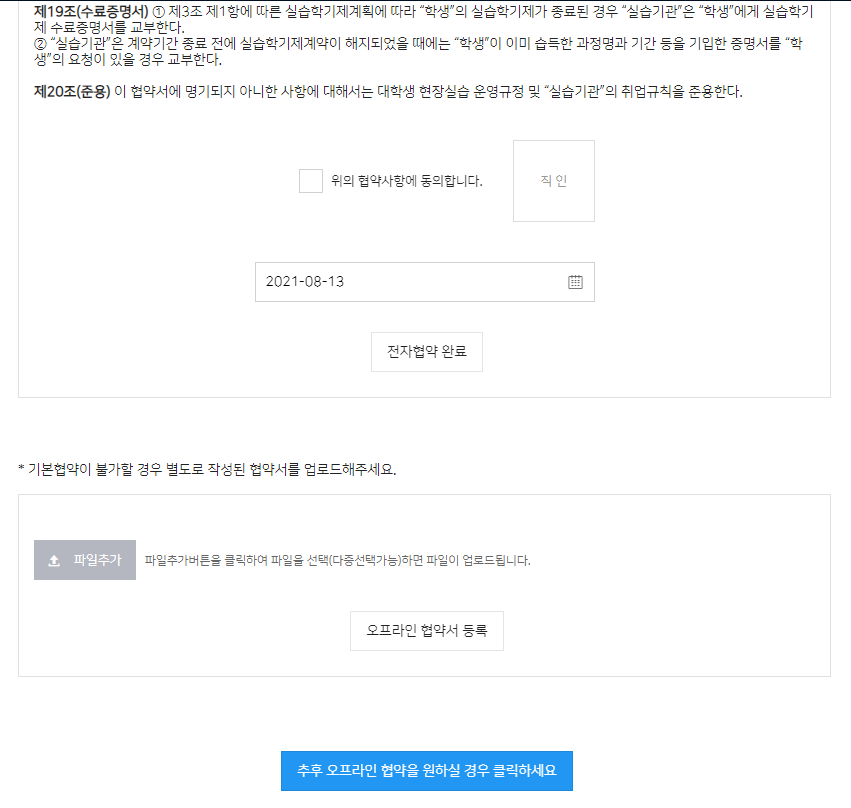 제19조(수료증명서) ① 제3조 제1항에 따른 실습학기제계획에 따라 “학생”의 실습학기제가 종료된 경우 “실습기관”은 “학생”에게 실습학기
제 수료증명서를 교부한다.
② “실습기관”은 계약기간 종료 전에 실습학기제계약이 해지되었을 때에는 “학생”이 이미 습득한 과정명과 기간 등을 기입한 증명서를 “학
생”의 요청이 있을 경우 교부한다.
제20조(준용) 이 협약서에 명기되지 아니한 사항에 대해서는 대학생 현장실습 운영규정 및 “실습기관”의 취업규칙을 준용한다.
위의 협약사항에 동의합니다.
직 인
2021-08-13
전자협약 완료
* 기본협약이 불가할 경우 별도로 작성된 협약서를 업로드해주세요.
파일추가
파일추가버튼을 클릭하여 파일을 선택(다중선택가능)하면 파일이 업로드됩니다.
오프라인 협약서 등록
추후 오프라인 협약을 원하실 경우 클릭하세요